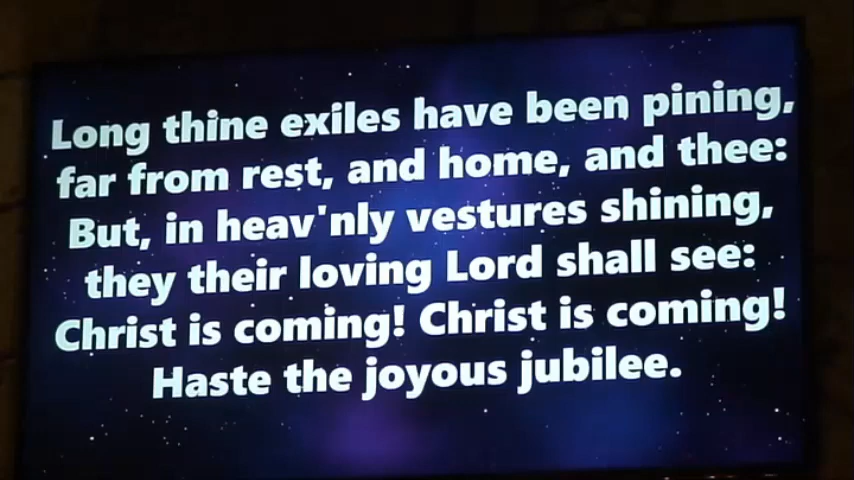 Long thine exiles have been pining,
far from rest, and home, and thee:
But, in heav'nly vestures shining,
they their loving Lord shall see:
Christ is coming! Christ is coming!
Haste the joyous jubilee.